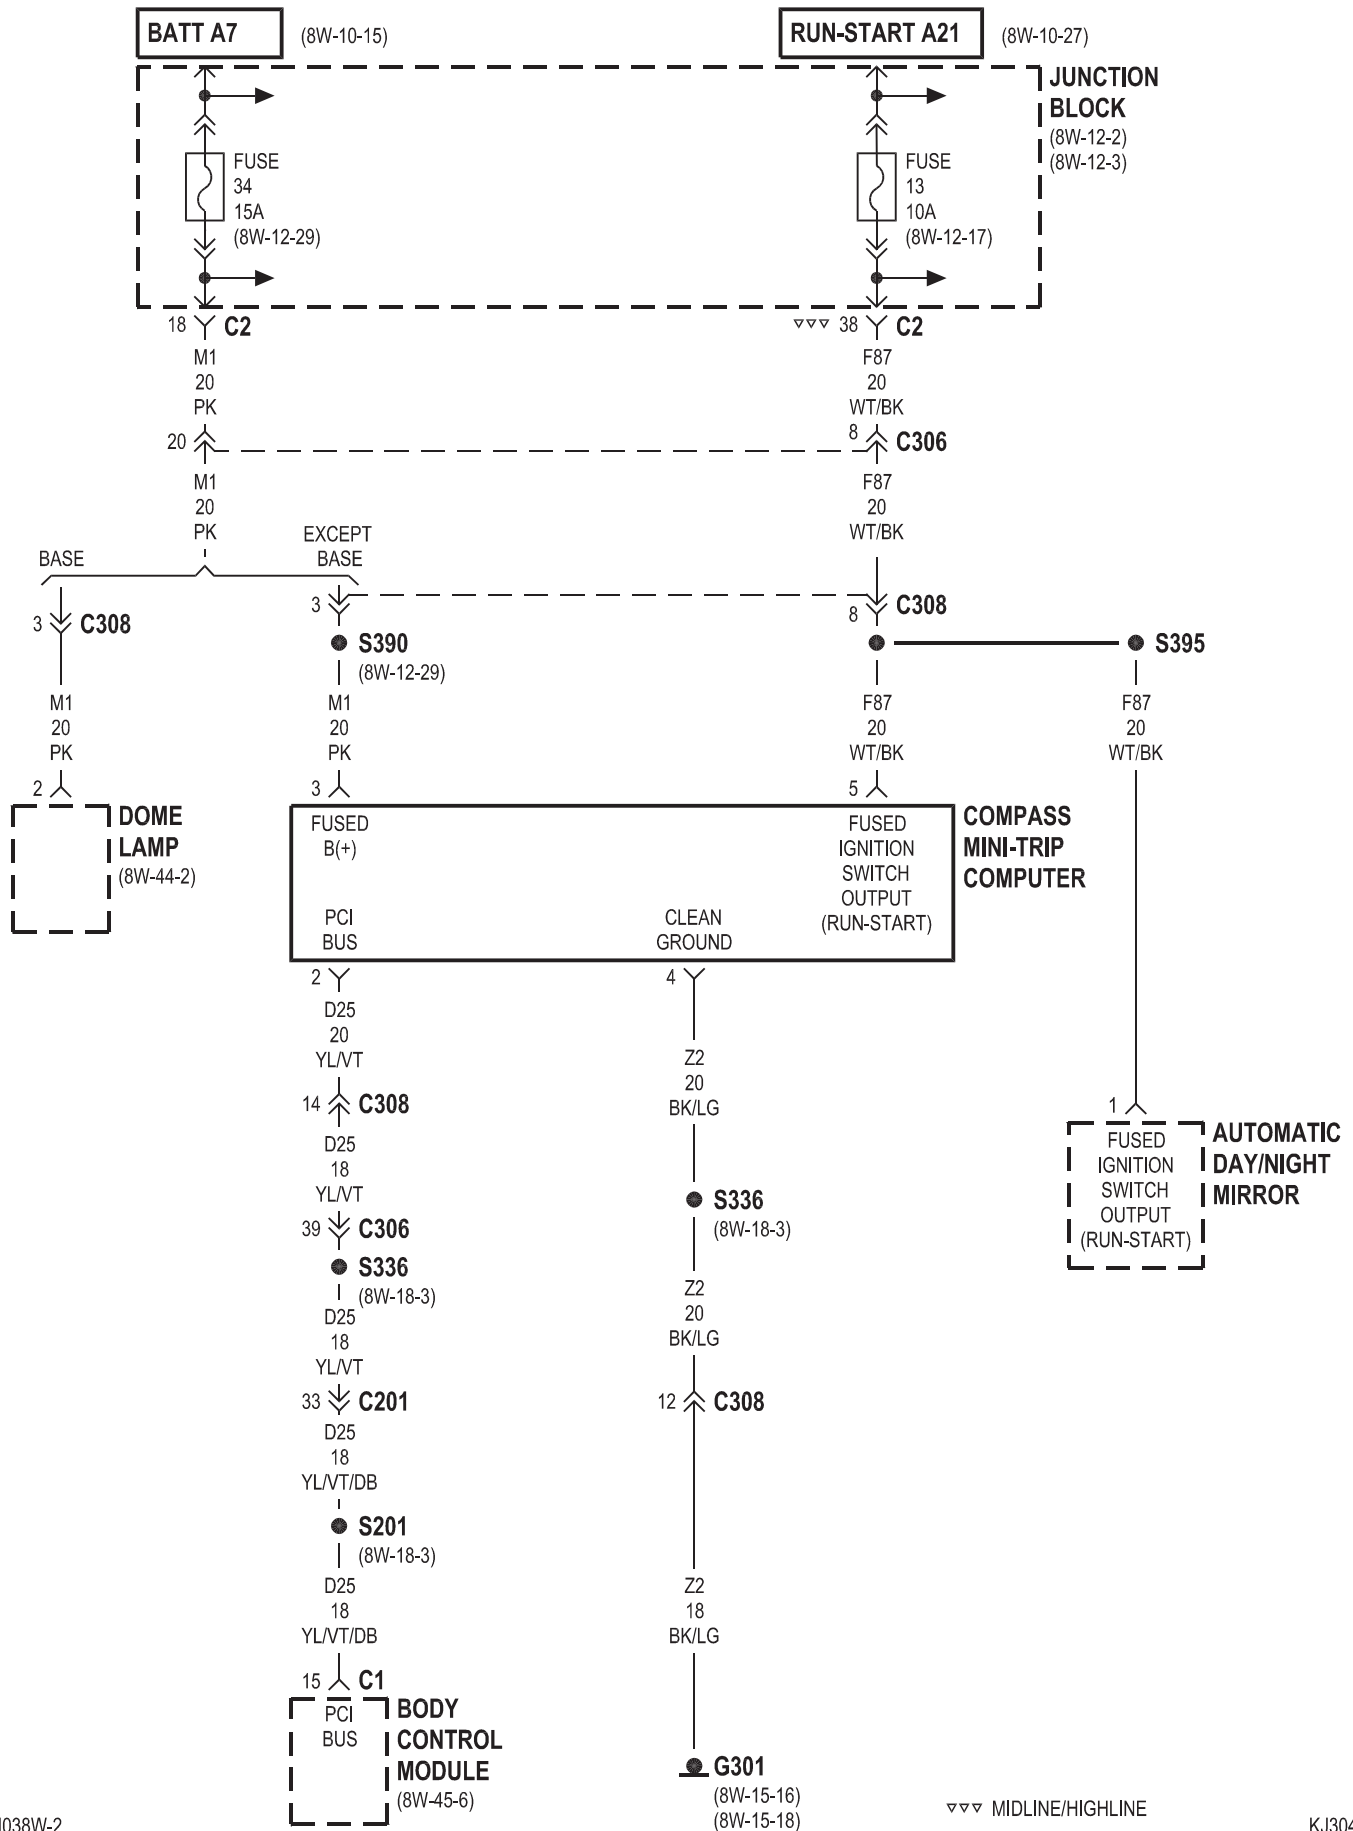 BATT A7
(8W-10-15)
RUN-START A21
(8W-10-27)
JUNCTION
BLOCK
(8W-12-2)
(8W-12-3)
FUSE
34
15A
(8W-12-29)
FUSE
13
10A
(8W-12-17)
18
C2
▽▽▽ 38
C2
M1
20
PK
F87
20
WT/BK
20
8
C306
M1
20
PK
F87
20
WT/BK
BASE
EXCEPT
BASE
3
C308
3
8
C308
S390
(8W-12-29)
S395
M1
20
PK
M1
20
PK
F87
20
WT/BK
F87
20
WT/BK
2
3
5
DOME
LAMP
(8W-44-2)
FUSED
B(+)
FUSED
IGNITION
SWITCH
OUTPUT
(RUN-START)
COMPASS
MINI-TRIP
COMPUTER
PCI
BUS
CLEAN
GROUND
2
4
D25
20
YL/VT
Z2
20
BK/LG
14
C308
1
D25
18
YL/VT
FUSED
IGNITION
SWITCH
OUTPUT
(RUN-START)
AUTOMATIC
DAY/NIGHT
MIRROR
39
C306
S336
(8W-18-3)
S336
(8W-18-3)
D25
18
YL/VT
Z2
20
BK/LG
33
C201
12
C308
D25
18
YL/VT/DB
S201
(8W-18-3)
D25
18
YL/VT/DB
Z2
18
BK/LG
15
C1
PCI
BUS
BODY
CONTROL
MODULE
(8W-45-6)
G301
(8W-15-16)
(8W-15-18)
▽▽▽ MIDLINE/HIGHLINE
038W-2
KJ304